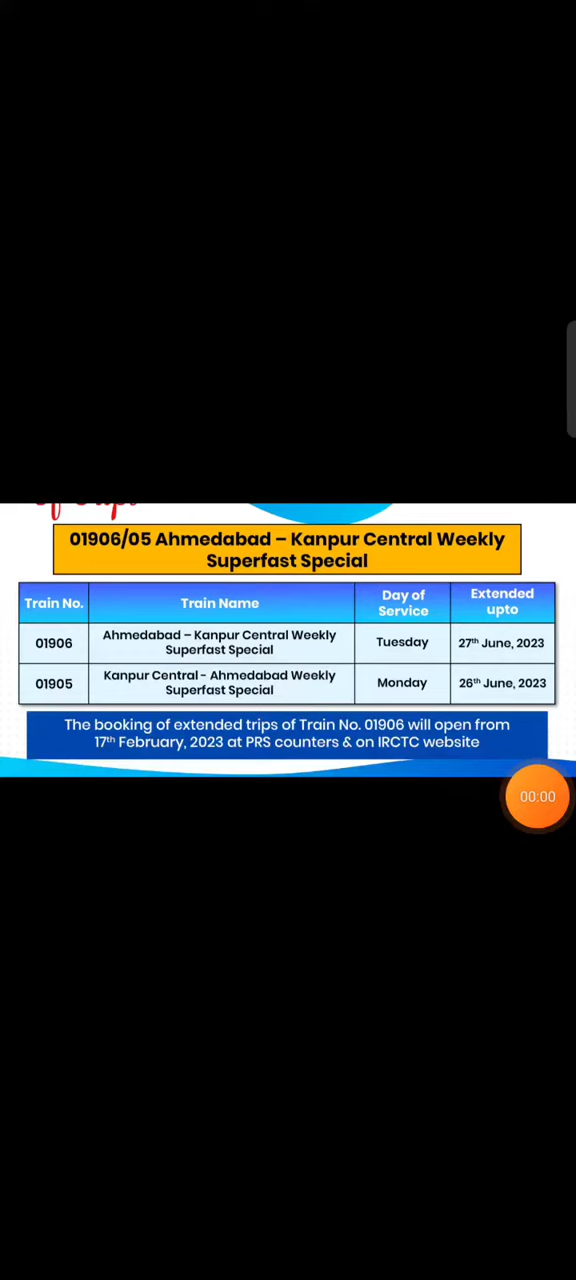 01906/05 Ahmedabad – Kanpur Central Weekly
Superfast Special
Train No.
Train Name
Day of
Service
Extended
upto
01906
Ahmedabad – Kanpur Central Weekly
Superfast Special
Tuesday
27th June, 2023
01905
Kanpur Central - Ahmedabad Weekly
Superfast Special
Monday
26th June, 2023
The booking of extended trips of Train No. 01906 will open from
17th February, 2023 at PRS counters & on IRCTC website
00:00